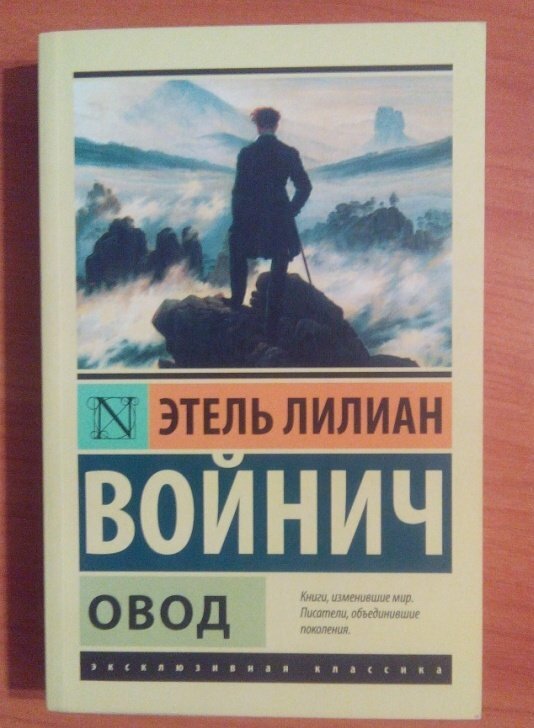 N
ЭТЕЛЬ ЛИЛИАН
ВОЙНИЧ
ОВОД
Книги, изменившие мир.
Писатели, объединившие
поколения.
эксклюзивная классика